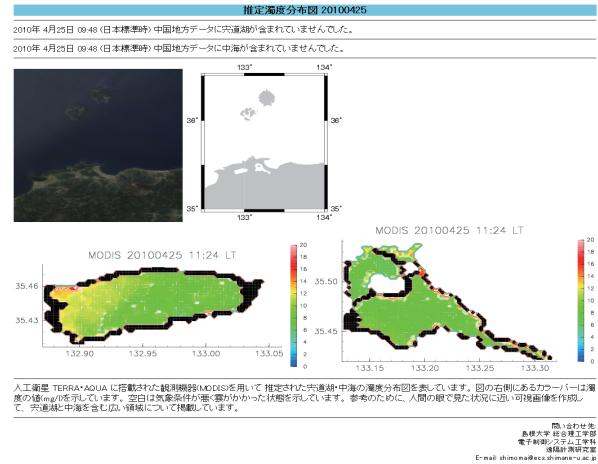 推定濁度分布図 20100425
2010年 4月25日 09:48 (日本標準時) 中国地方データに宍道湖が含まれていませんでした。
2010年 4月25日 09:48 (日本標準時) 中国地方データに中海が含まれていませんでした。
133° 134°
36° 36°
35° 35°
133° 134°
MODIS 20100425 11:24 LT
35.46
35.43
132.90 132.95 133.00 133.05
20
18
16
14
12
10
8
6
4
2
0
MODIS 20100425 11:24 LT
35.50
35.45
133.15 133.20 133.25 133.30
20
18
16
14
12
10
8
6
4
2
0
人工衛星 TERRA・AQUA に搭載された観測機器(MODIS)を用いて 推定された宍道湖・中海の濁度分布図を表しています。図の右側にあるカラーバーは濁
度の値(mg/l)を示しています。空白は気象条件が悪く雲がかかった状態を示しています。参考のために、人間の眼で見た状況に近い可視画像を作成し
て、宍道湖と中海を含む広い領域について掲載しています。
問い合わせ先:
島根大学 総合理工学部
電子制御システム工学科
遠隔計測研究室
E-mail shimoma@ecs.shimane-u.ac.jp